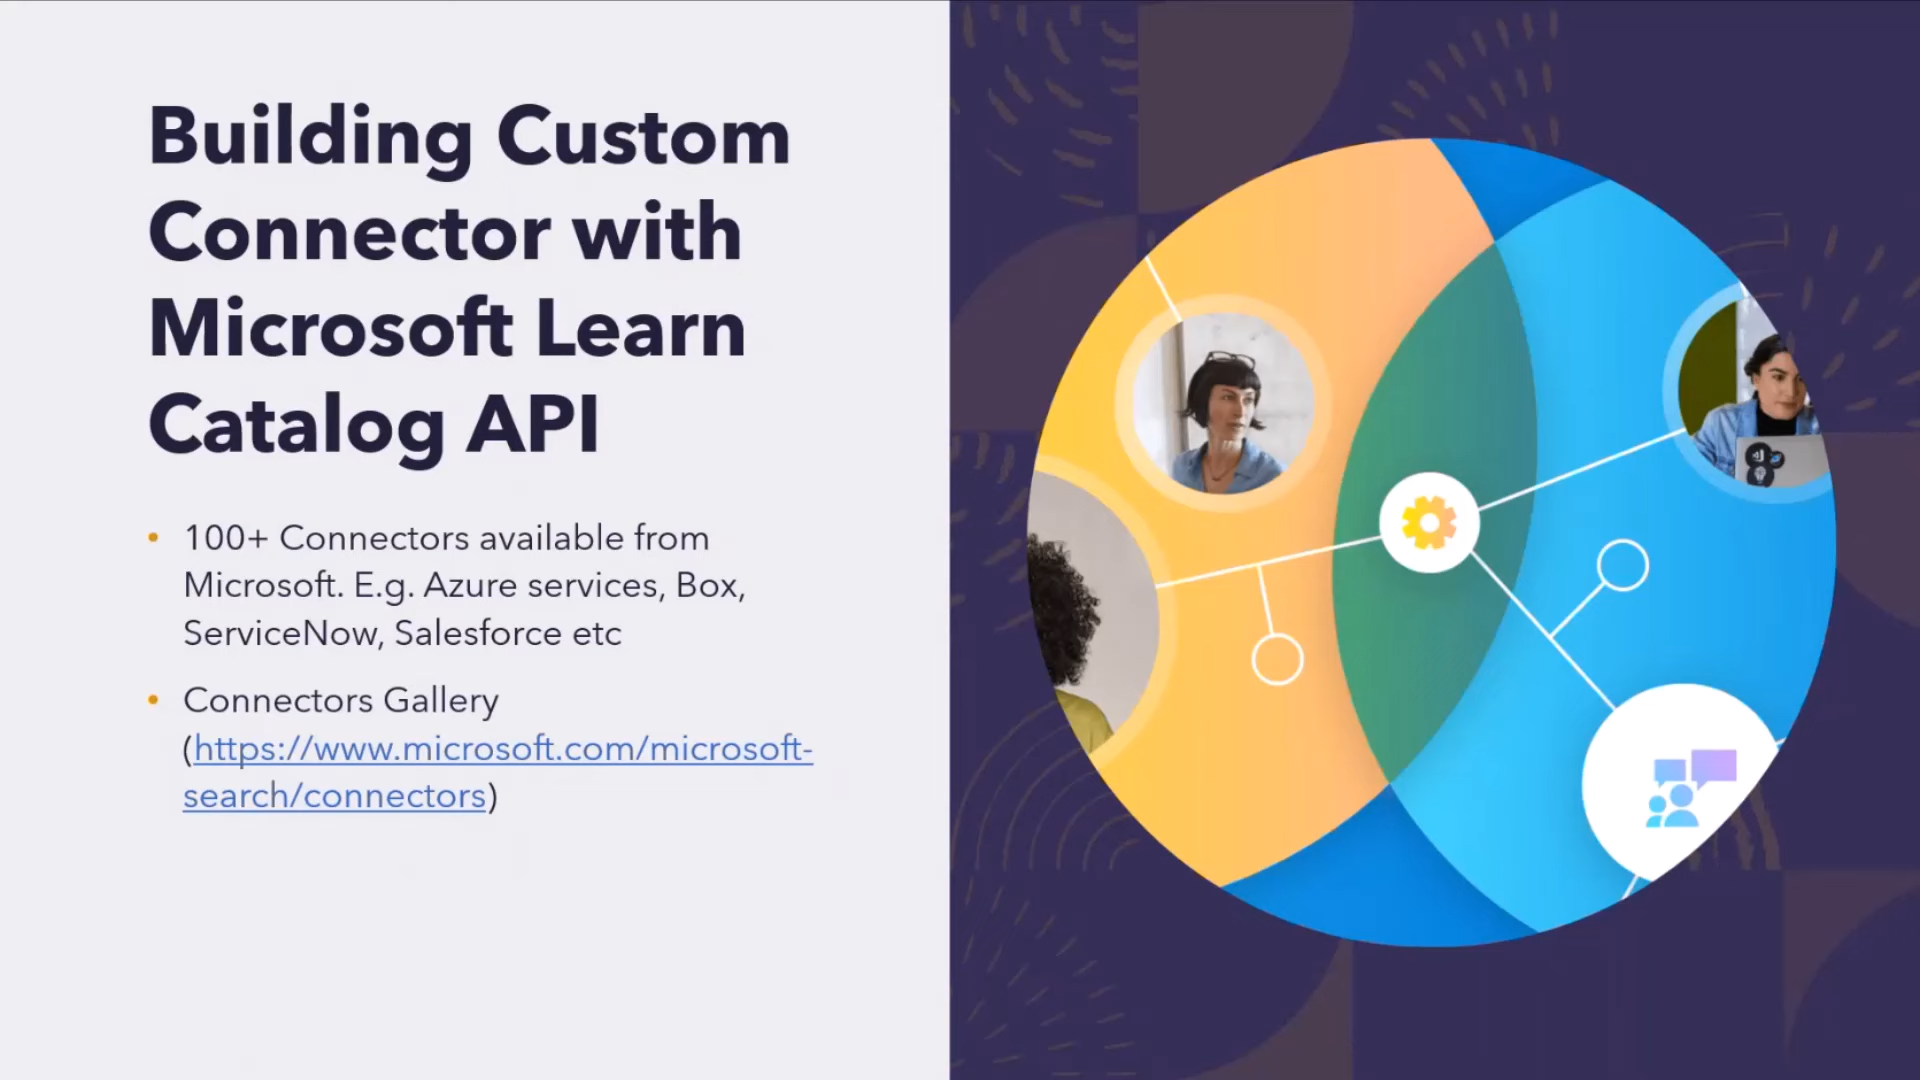 Building Custom
Connector with
Microsoft Learn
Catalog API
• 100+ Connectors available from
Microsoft. E.g. Azure services, Box,
ServiceNow, Salesforce etc
• Connectors Gallery
(https://www.microsoft.com/microsoft-
search/connectors)